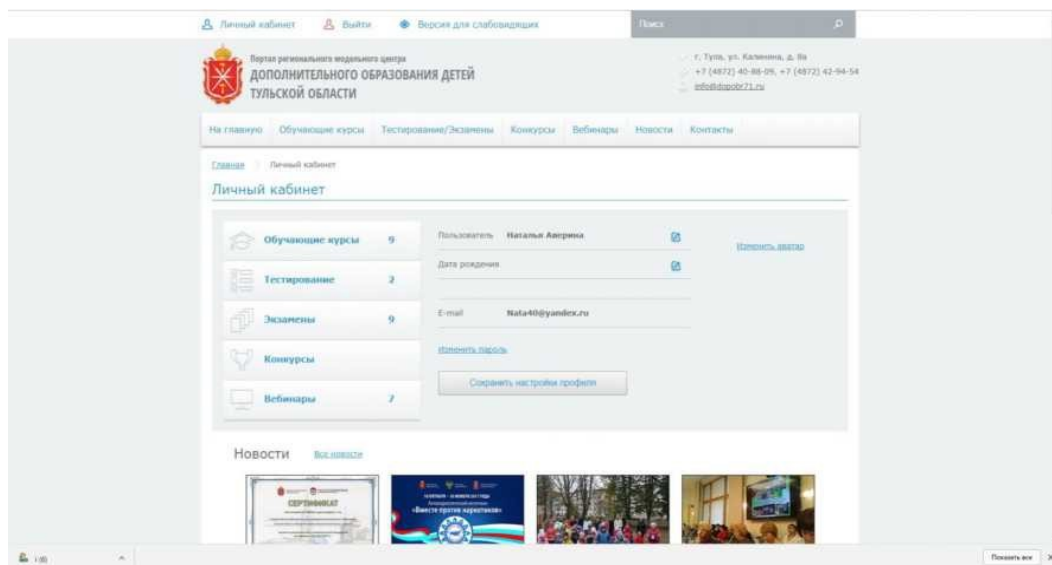 Личный кабинет Выйти Версия для слабовидящих Поиск
Портал регионального модельного центра
ДОПОЛНИТЕЛЬНОГО ОБРАЗОВАНИЯ ДЕТЕЙ
ТУЛЬСКОЙ ОБЛАСТИ
г. Тула, ул. Калинина, д. 8а
+7 (4872) 40-88-09, +7 (4872) 42-94-54
info@dopobr71.ru
На главную Обучающие курсы Тестирование/Экзамены Конкурсы Вебинары Новости Контакты
Главная Личный кабинет
Личный кабинет
Обучающие курсы 9
Тестирование 2
Экзамены 9
Конкурсы
Вебинары 7
Пользователь Наталья Аверина
Дата рождения
E-mail Nata40@yandex.ru
Изменить пароль
Сохранить настройки профиля
Изменить аватар
Новости Все новости
СЕРТИФИКАТ
«Вместе против наркотиков»
Показать все